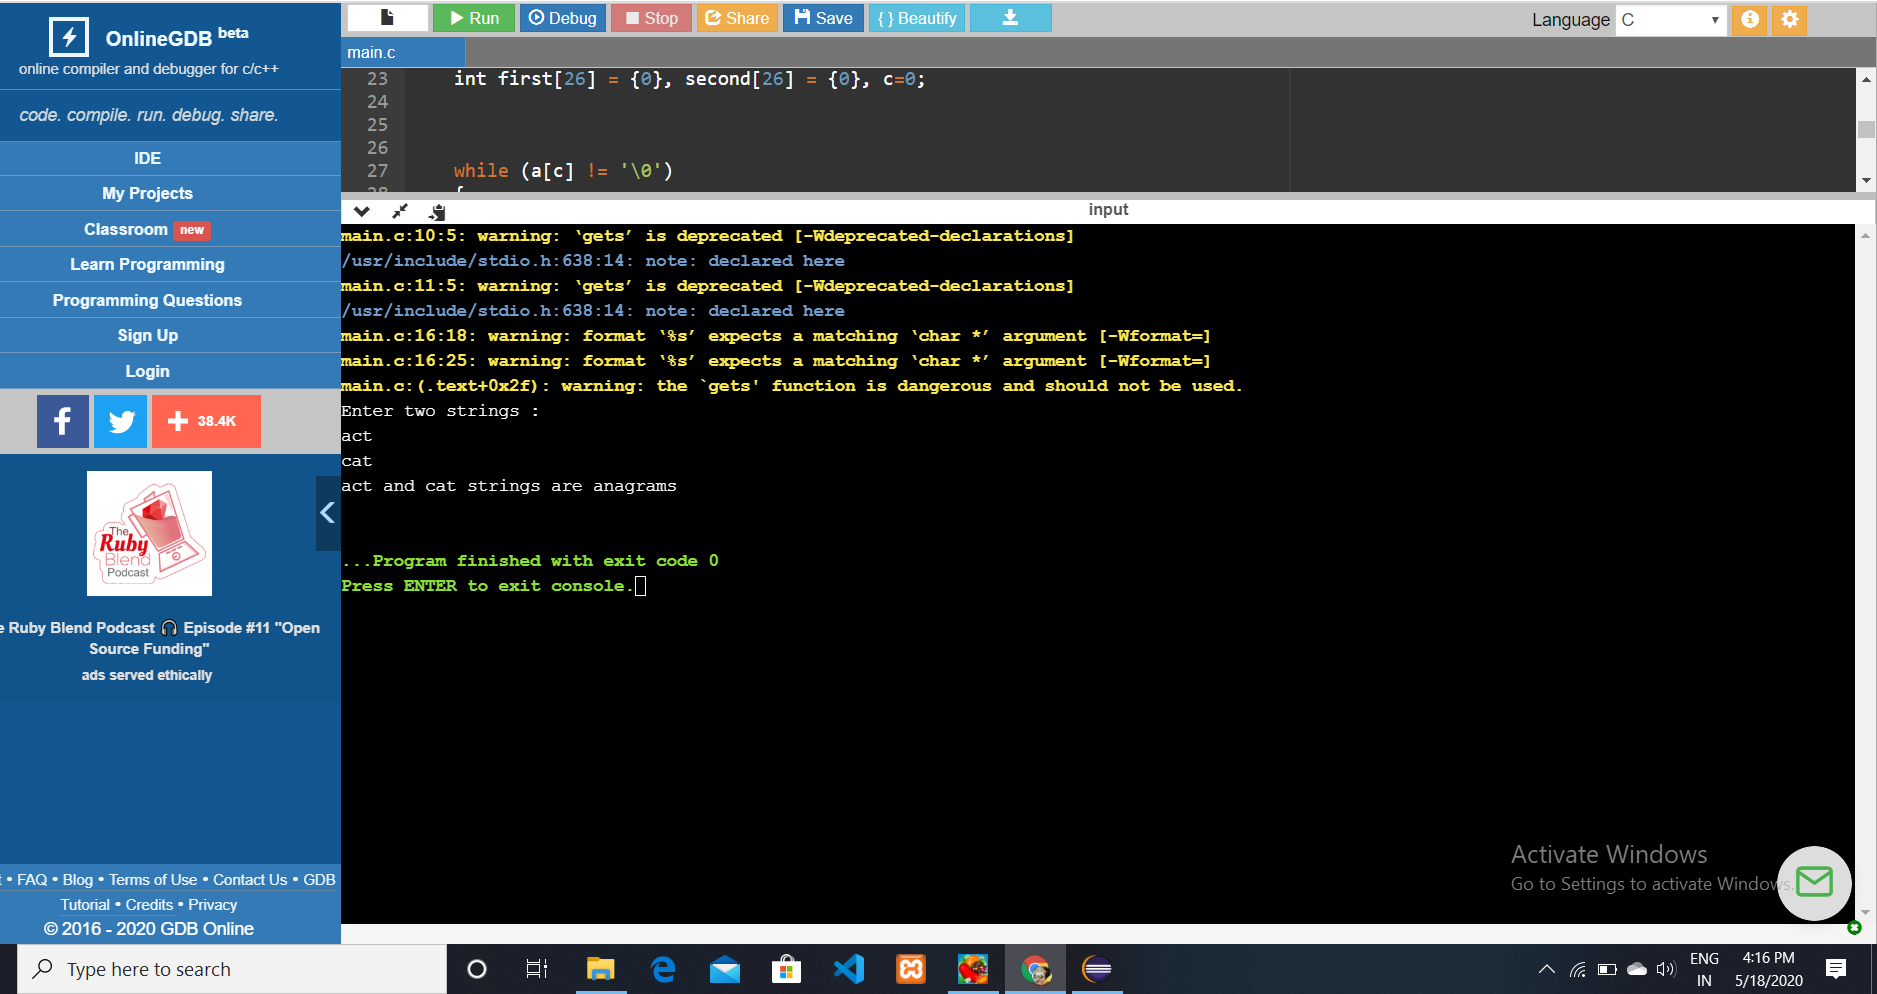 OnlineGDB beta
online compiler and debugger for c/c++
code. compile. run. debug. share.
IDE
My Projects
Classroom new
Learn Programming
Programming Questions
Sign Up
Login
38.4K
The
Ruby
Blend
Podcast
e Ruby Blend Podcast 🎧 Episode #11 "Open
Source Funding"
ads served ethically
t • FAQ • Blog • Terms of Use • Contact Us • GDB
Tutorial • Credits • Privacy
© 2016 - 2020 GDB Online
Run Debug Stop Share Save { } Beautify
Language C
main.c
23 int first[26] = {0}, second[26] = {0}, c=0;
24
25
26
27 while (a[c] != '\0')
28 {
input
main.c:10:5: warning: ‘gets’ is deprecated [-Wdeprecated-declarations]
/usr/include/stdio.h:638:14: note: declared here
main.c:11:5: warning: ‘gets’ is deprecated [-Wdeprecated-declarations]
/usr/include/stdio.h:638:14: note: declared here
main.c:16:18: warning: format ‘%s’ expects a matching ‘char *’ argument [-Wformat=]
main.c:16:25: warning: format ‘%s’ expects a matching ‘char *’ argument [-Wformat=]
main.c:(.text+0x2f): warning: the `gets' function is dangerous and should not be used.
Enter two strings :
act
cat
act and cat strings are anagrams
...Program finished with exit code 0
Press ENTER to exit console.
Activate Windows
Go to Settings to activate Windows.
Type here to search
ENG
IN
4:16 PM
5/18/2020